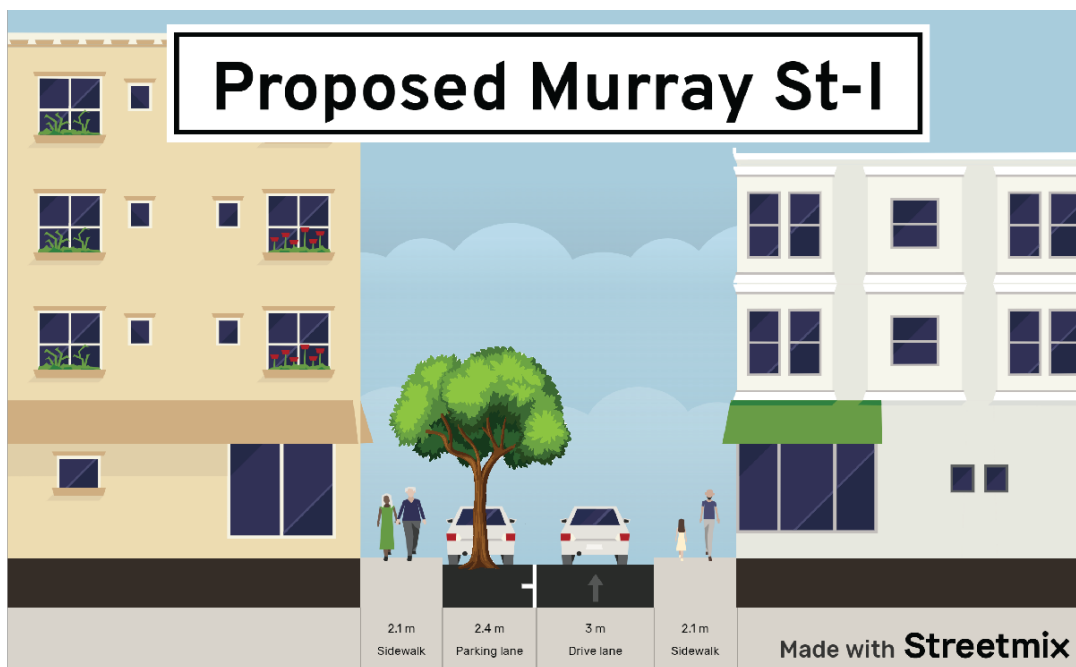 Proposed Murray St-I
2.1 m 2.4 m 3 m 2.1 m
Sidewalk Parking lane Drive lane Sidewalk
Made with Streetmix